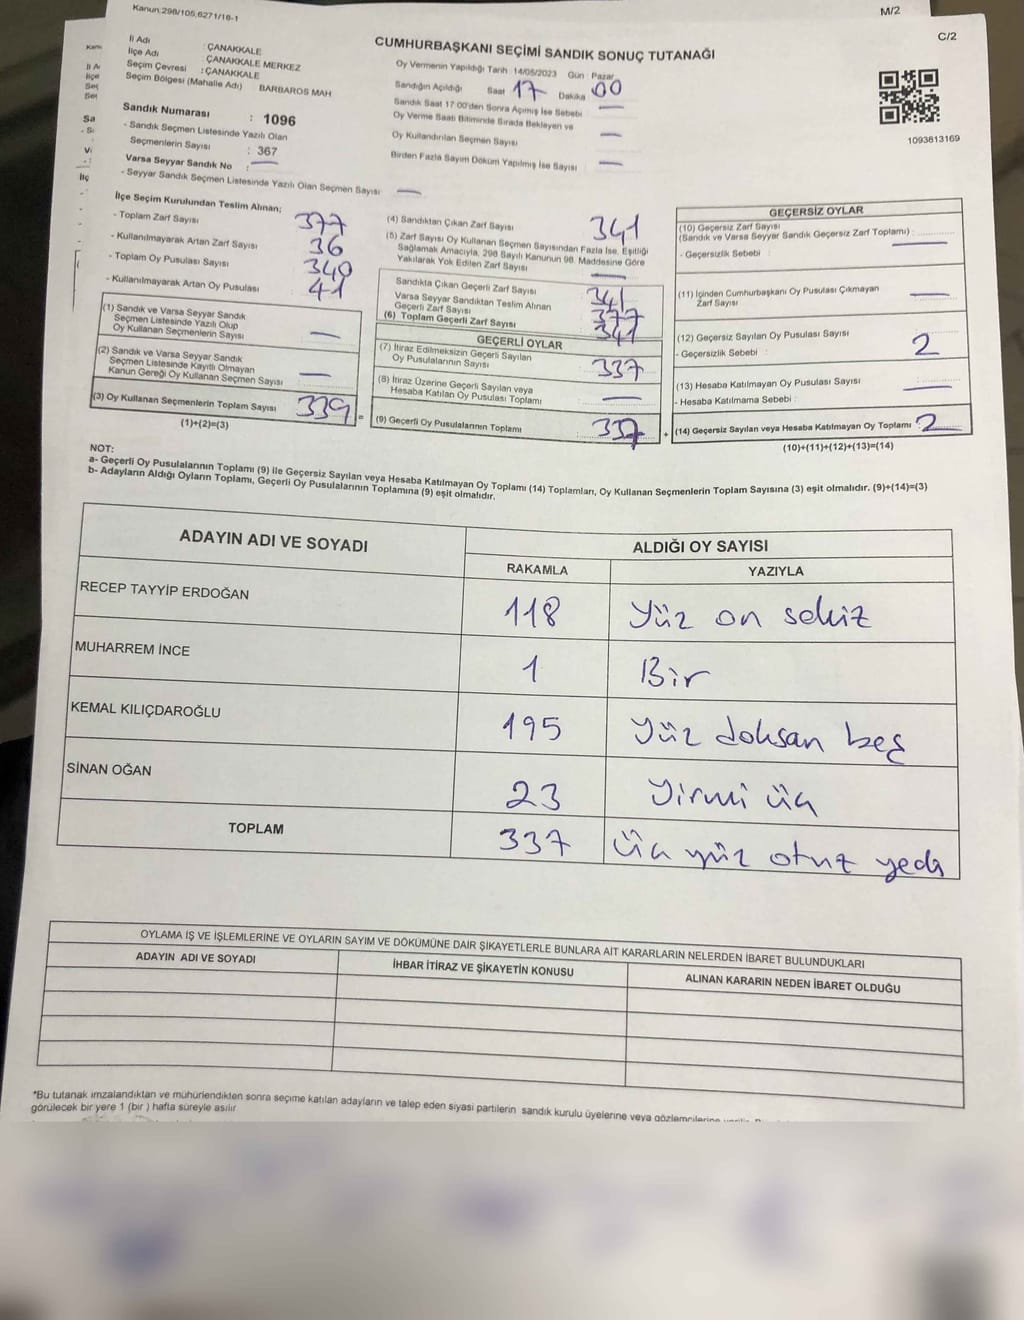 Kanun:298/105,6271/16-1
M/2
C/2
CUMHURBAŞKANI SEÇİMİ SANDIK SONUÇ TUTANAĞI
İl Adı : ÇANAKKALE
İlçe Adı : ÇANAKKALE MERKEZ
Seçim Çevresi : ÇANAKKALE
Seçim Bölgesi (Mahalle Adı) BARBAROS MAH
Oy Vermenin Yapıldığı Tarih : 14/05/2023 Gün : Pazar
Sandığın Açıldığı Saat 17 Dakika 00
Sandık Saat 17:00'den Sonra Açımış İse Sebebi —
Oy Verme Saati Bitiminde Sırada Bekleyen ve
Oy Kullandırılan Seçmen Sayısı —
Birden Fazla Sayım Döküm Yapılmış İse Sayısı —
1093813169
Sandık Numarası : 1096
- Sandık Seçmen Listesinde Yazılı Olan
Seçmenlerin Sayısı : 367
Varsa Seyyar Sandık No : —
- Seyyar Sandık Seçmen Listesinde Yazılı Olan Seçmen Sayısı —
İlçe Seçim Kurulundan Teslim Alınan;
- Toplam Zarf Sayısı 377
- Kullanılmayarak Artan Zarf Sayısı 36
- Toplam Oy Pusulası Sayısı
- Kullanılmayarak Artan Oy Pusulası 41
(1) Sandık ve Varsa Seyyar Sandık
Seçmen Listesinde Yazılı Olup
Oy Kullanan Seçmenlerin Sayısı —
(2) Sandık ve Varsa Seyyar Sandık
Seçmen Listesinde Kayıtlı Olmayan
Kanun Gereği Oy Kullanan Seçmen Sayısı —
(3) Oy Kullanan Seçmenlerin Toplam Sayısı 339 =
(1)+(2)=(3)
(4) Sandıktan Çıkan Zarf Sayısı 341
(5) Zarf Sayısı Oy Kullanan Seçmen Sayısından Fazla İse, Eşitliği
Sağlamak Amacıyla, 298 Sayılı Kanunun 98. Maddesine Göre
Yakılarak Yok Edilen Zarf Sayısı —
Sandıkta Çıkan Geçerli Zarf Sayısı 341
Varsa Seyyar Sandıktan Teslim Alınan
Geçerli Zarf Sayısı 377
(6) Toplam Geçerli Zarf Sayısı 341
GEÇERLİ OYLAR
(7) İtiraz Edilmeksizin Geçerli Sayılan
Oy Pusulalarının Sayısı 337
(8) İtiraz Üzerine Geçerli Sayılan veya
Hesaba Katılan Oy Pusulası Toplamı —
(9) Geçerli Oy Pusulalarının Toplamı 337 +
GEÇERSİZ OYLAR
(10) Geçersiz Zarf Sayısı
(Sandık ve Varsa Seyyar Sandık Geçersiz Zarf Toplamı) : —
- Geçersizlik Sebebi :
(11) İçinden Cumhurbaşkanı Oy Pusulası Çıkmayan
Zarf Sayısı —
(12) Geçersiz Sayılan Oy Pusulası Sayısı 2
- Geçersizlik Sebebi :
(13) Hesaba Katılmayan Oy Pusulası Sayısı —
- Hesaba Katılmama Sebebi :
(14) Geçersiz Sayılan veya Hesaba Katılmayan Oy Toplamı 2
(10)+(11)+(12)+(13)=(14)
NOT:
a- Geçerli Oy Pusulalarının Toplamı (9) ile Geçersiz Sayılan veya Hesaba Katılmayan Oy Toplamı (14) Toplamları, Oy Kullanan Seçmenlerin Toplam Sayısına (3) eşit olmalıdır. (9)+(14)=(3)
b- Adayların Aldığı Oyların Toplamı, Geçerli Oy Pusulalarının Toplamına (9) eşit olmalıdır.
ADAYIN ADI VE SOYADI ALDIĞI OY SAYISI
RAKAMLA YAZIYLA
RECEP TAYYİP ERDOĞAN 118 Yüz on sekiz
MUHARREM İNCE 1 Bir
KEMAL KILIÇDAROĞLU 195 Yüz doksan beş
SİNAN OĞAN 23 Yirmi üç
TOPLAM 337 Üç yüz otuz yedi
OYLAMA İŞ VE İŞLEMLERİNE VE OYLARIN SAYIM VE DÖKÜMÜNE DAİR ŞİKAYETLERLE BUNLARA AİT KARARLARIN NELERDEN İBARET BULUNDUKLARI
ADAYIN ADI VE SOYADI İHBAR İTİRAZ VE ŞİKAYETİN KONUSU ALINAN KARARIN NEDEN İBARET OLDUĞU
*Bu tutanak imzalandıktan ve mühürlendikten sonra seçime katılan adayların ve talep eden siyasi partilerin sandık kurulu üyelerine veya gözlemcilerine
görülecek bir yere 1 (bir ) hafta süreyle asılır